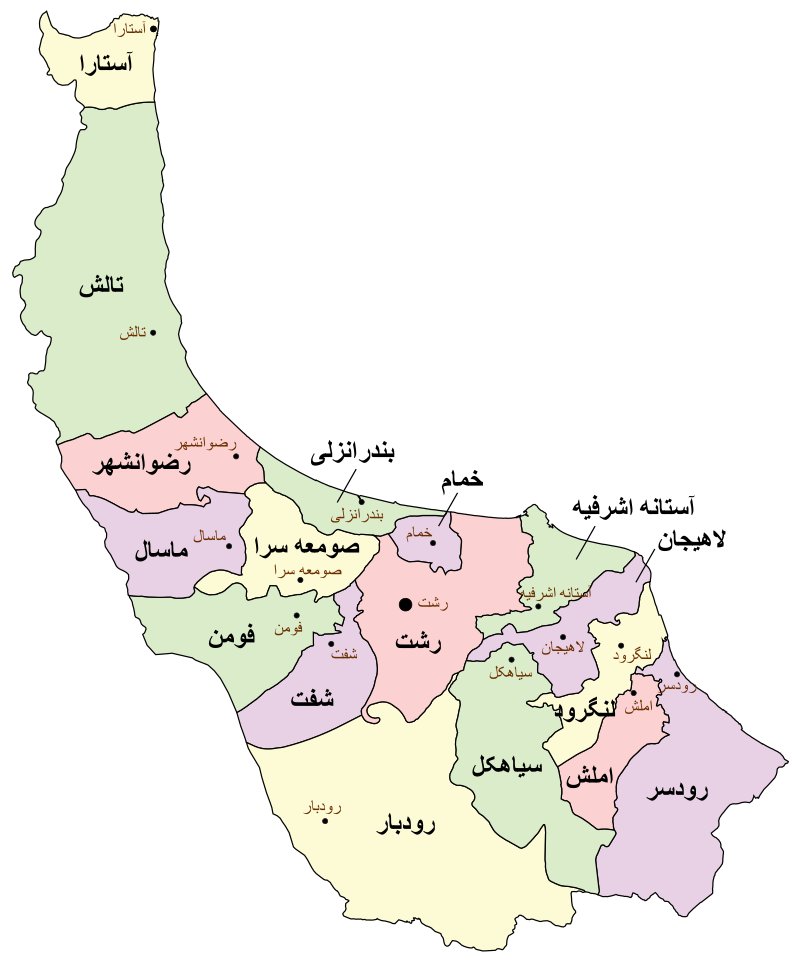 آستارا
آستارا
تالش
تالش
رضوانشهر
رضوانشهر
بندرانزلی
بندرانزلی
خمام
خمام
آستانه اشرفیه
آستانه اشرفیه
لاهیجان
لاهیجان
ماسال
ماسال
صومعه سرا
صومعه سرا
رشت
رشت
فومن
فومن
شفت
شفت
سیاهکل
سیاهکل
لنگرود
لنگرود
رودسر
رودسر
املش
املش
رودبار
رودبار